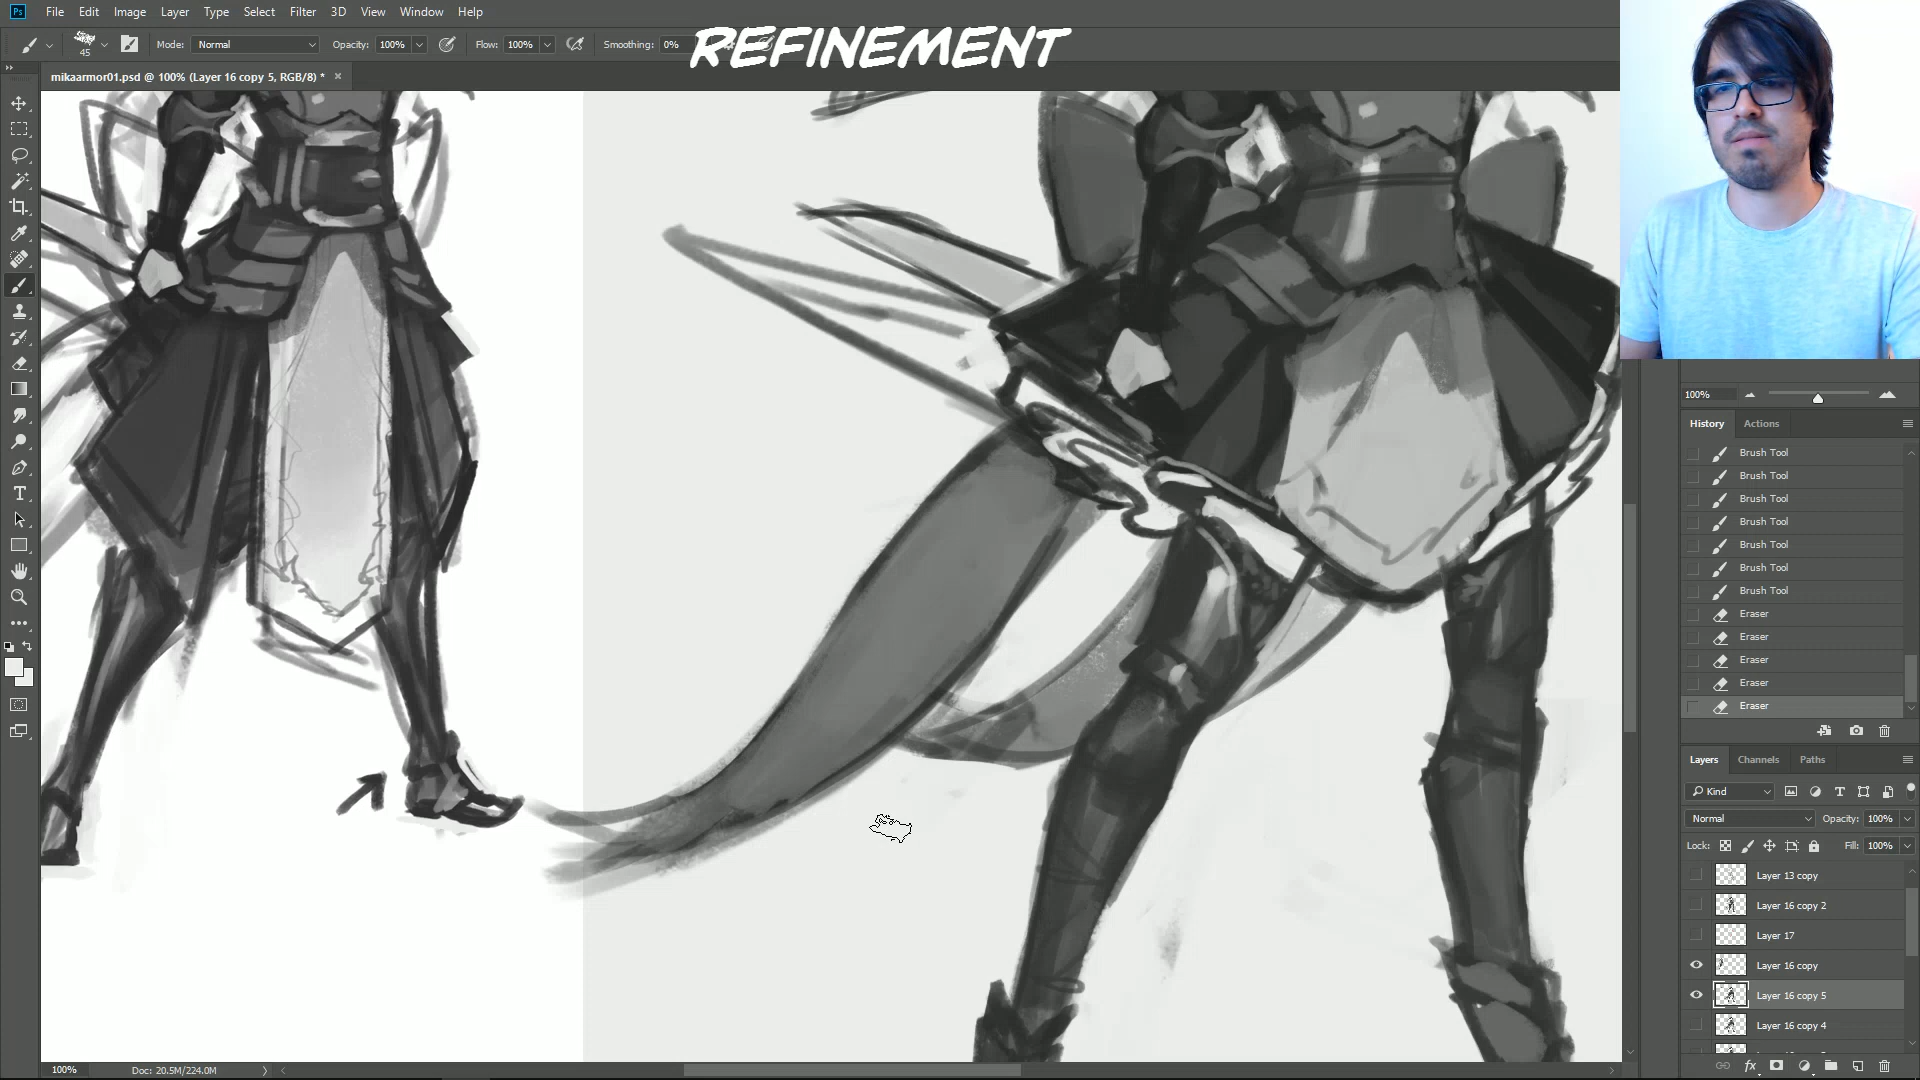 Ps File Edit Image Layer Type Select Filter 3D View Window Help
45 Mode: Normal Opacity: 100% Flow: 100% Smoothing: 0%
REFINEMENT
mikaarmor01.psd @ 100% (Layer 16 copy 5, RGB/8) * ×
100%
History Actions
Brush Tool
Brush Tool
Brush Tool
Brush Tool
Brush Tool
Brush Tool
Brush Tool
Eraser
Eraser
Eraser
Eraser
Eraser
Layers Channels Paths
Kind
Normal Opacity: 100%
Lock: Fill: 100%
Layer 13 copy
Layer 16 copy 2
Layer 17
Layer 16 copy
Layer 16 copy 5
Layer 16 copy 4
fx
100% Doc: 20.5M/224.0M